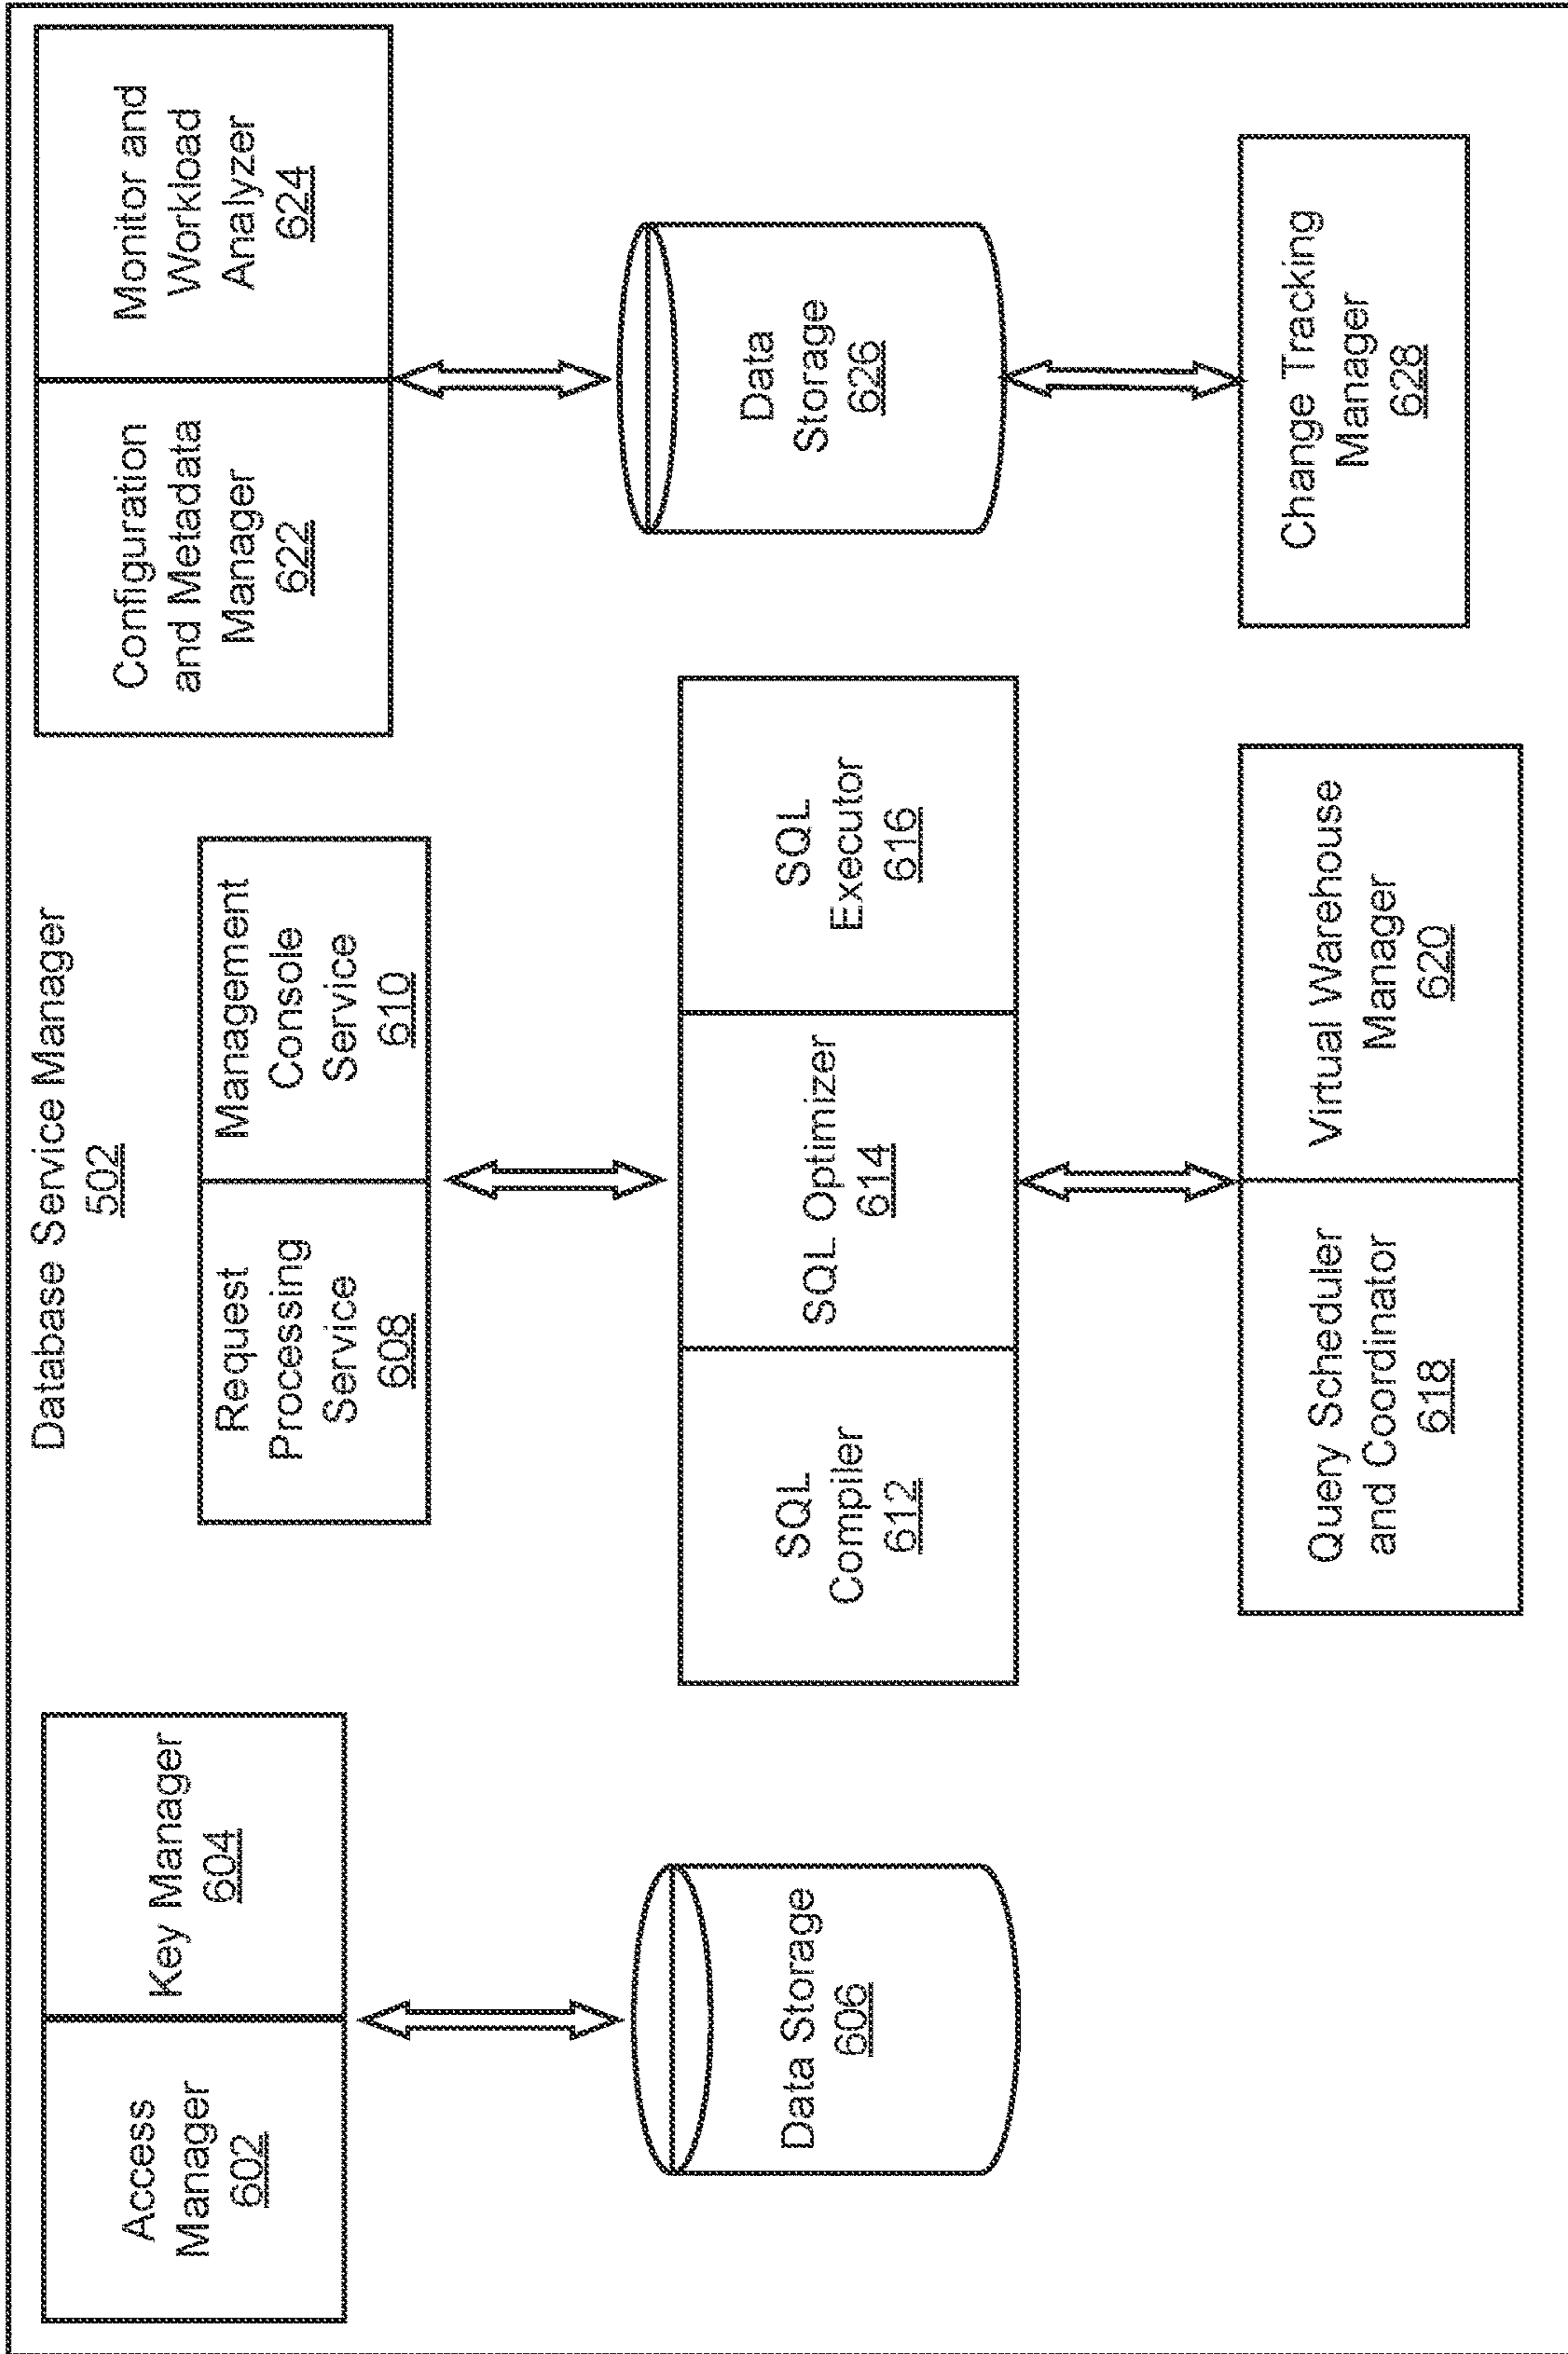 Database Service Manager
502
Access
Manager
602
Key Manager
604
Data Storage
606
Request
Processing
Service
608
Management
Console
Service
610
SQL
Compiler
612
SQL Optimizer
614
SQL
Executor
616
Query Scheduler
and Coordinator
618
Virtual Warehouse
Manager
620
Configuration
and Metadata
Manager
622
Monitor and
Workload
Analyzer
624
Data
Storage
626
Change Tracking
Manager
628